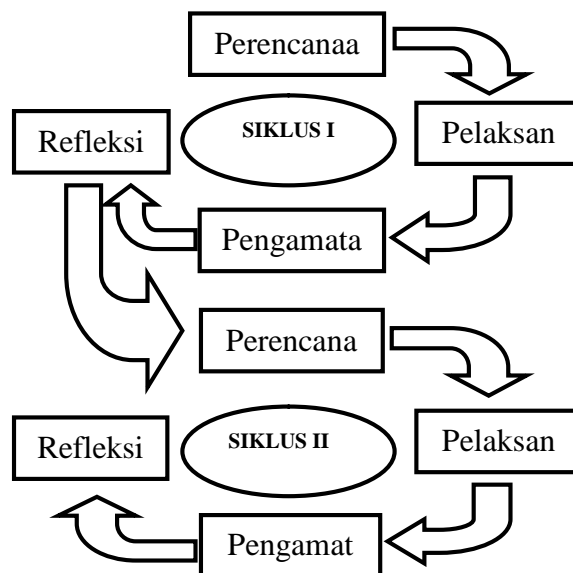 Perencanaa
SIKLUS I
Refleksi
Pelaksan
Pengamata
Perencana
SIKLUS II
Refleksi
Pelaksan
Pengamat